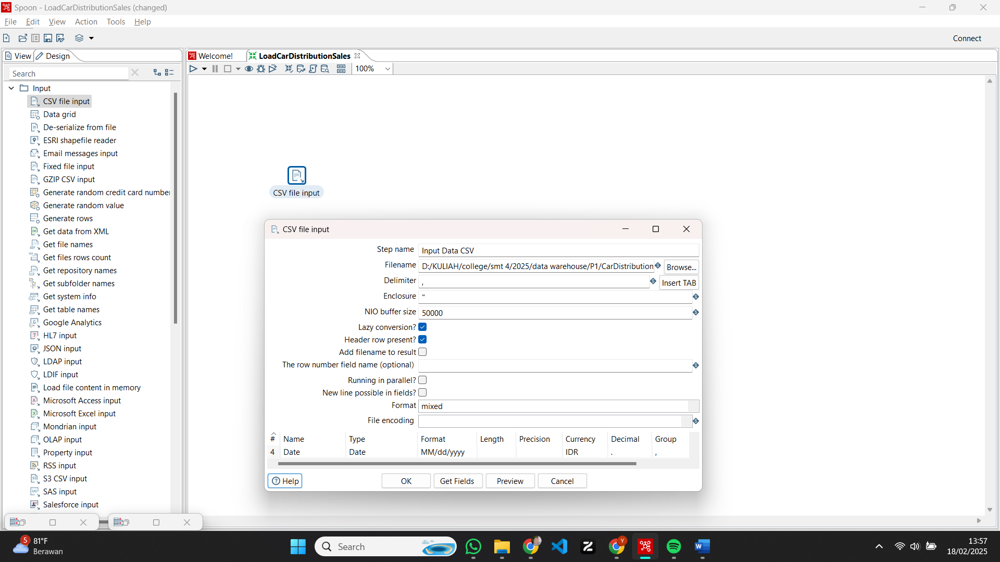 Spoon - LoadCarDistributionSales (changed)
File Edit View Action Tools Help
Connect
View Design
Welcome! LoadCarDistributionSales
Search
100%
Input
CSV file input
Data grid
De-serialize from file
ESRI shapefile reader
Email messages input
Fixed file input
GZIP CSV input
Generate random credit card number
Generate random value
Generate rows
Get data from XML
Get file names
Get files rows count
Get repository names
Get subfolder names
Get system info
Get table names
Google Analytics
HL7 input
JSON input
LDAP input
LDIF input
Load file content in memory
Microsoft Access input
Microsoft Excel input
Mondrian input
OLAP input
Property input
RSS input
S3 CSV input
SAS input
Salesforce input
CSV file input
CSV file input
Step name Input Data CSV
Filename D:/KULIAH/college/smt 4/2025/data warehouse/P1/CarDistribution Browse...
Delimiter , Insert TAB
Enclosure "
NIO buffer size 50000
Lazy conversion?
Header row present?
Add filename to result
The row number field name (optional)
Running in parallel?
New line possible in fields?
Format mixed
File encoding
# Name Type Format Length Precision Currency Decimal Group
4 Date Date MM/dd/yyyy IDR . ,
Help OK Get Fields Preview Cancel
5 81°F
Berawan
Search
Y
13:57
18/02/2025